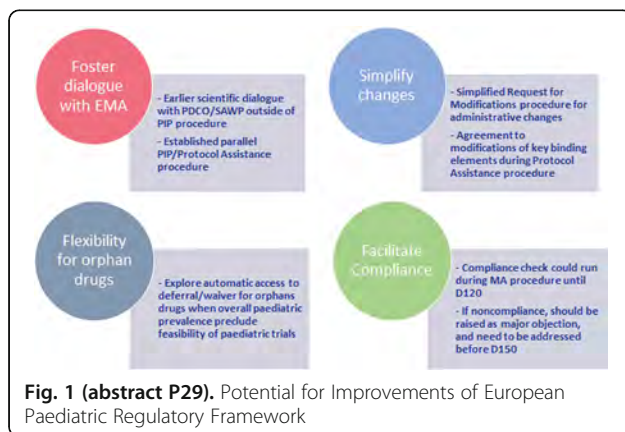 Foster
dialogue
with EMA
- Earlier scientific dialogue
with PDCO/SAWP outside of
PIP procedure
- Established parallel
PIP/Protocol Assistance
procedure
Simplify
changes
- Simplified Request for
Modifications procedure for
administrative changes
- Agreement to
modifications of key binding
elements during Protocol
Assistance procedure
Flexibility
for orphan
drugs
- Explore automatic access to
deferral/waiver for orphans
drugs when overall paediatric
prevalence preclude
feasibility of paediatric trials
Facilitate
Compliance
- Compliance check could run
during MA procedure until
D120
- If noncompliance, should be
raised as major objection,
and need to be addressed
before D150
Fig. 1 (abstract P29). Potential for Improvements of European
Paediatric Regulatory Framework